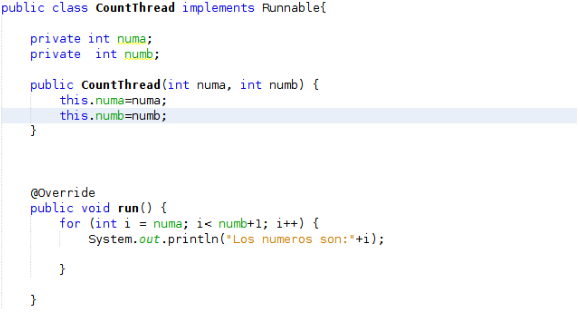 public class CountThread implements Runnable{
private int numa;
private  int numb;
public CountThread(int numa, int numb) {
this.numa=numa;
this.numb=numb;
}
@Override
public void run() {
for (int i = numa; i< numb+1; i++) {
System.out.println("Los numeros son:"+i);
}
}